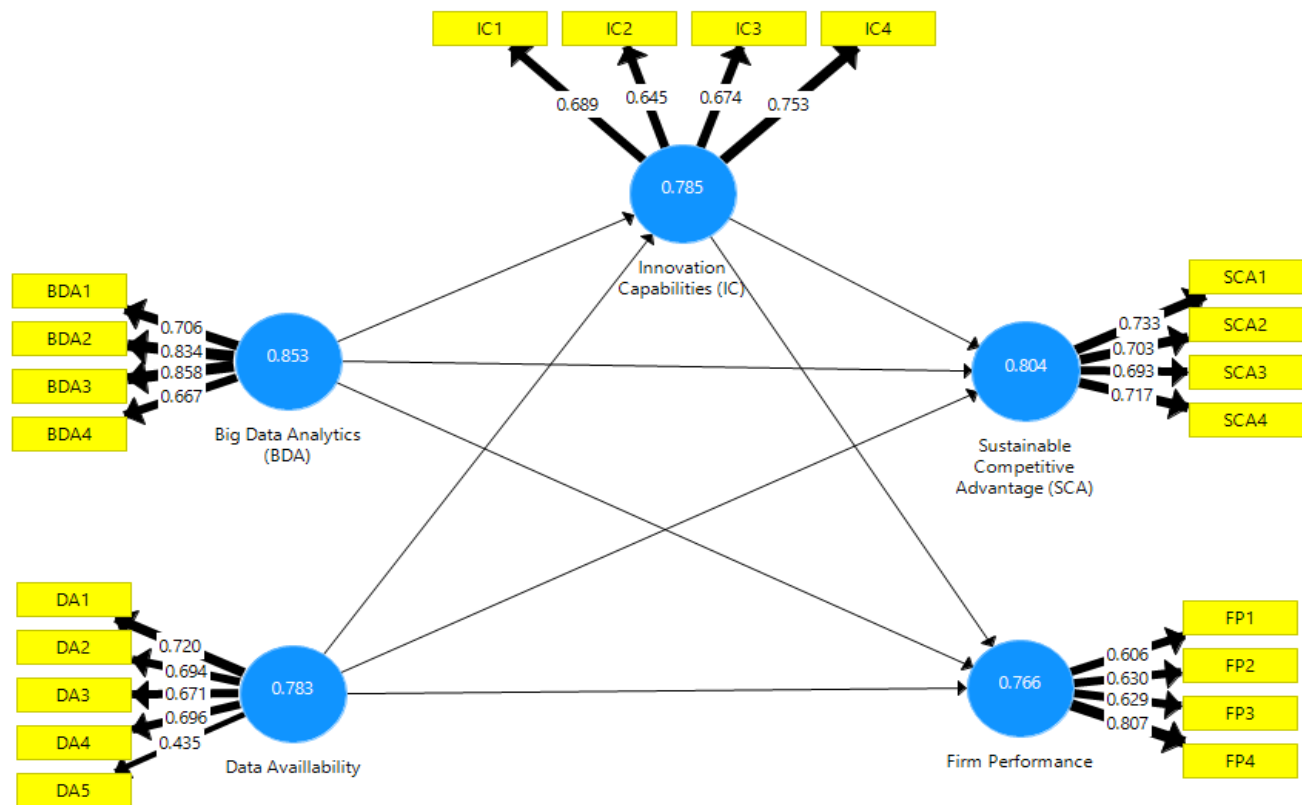 IC1 IC2 IC3 IC4
0.689 0.645 0.674 0.753
0.785
Innovation
Capabilities (IC)
BDA1
BDA2
BDA3
BDA4
0.706
0.834
0.858
0.667
0.853
Big Data Analytics
(BDA)
SCA1
SCA2
SCA3
SCA4
0.733
0.703
0.693
0.717
0.804
Sustainable
Competitive
Advantage (SCA)
DA1
DA2
DA3
DA4
DA5
0.720
0.694
0.671
0.696
0.435
0.783
Data Availlability
FP1
FP2
FP3
FP4
0.606
0.630
0.629
0.807
0.766
Firm Performance